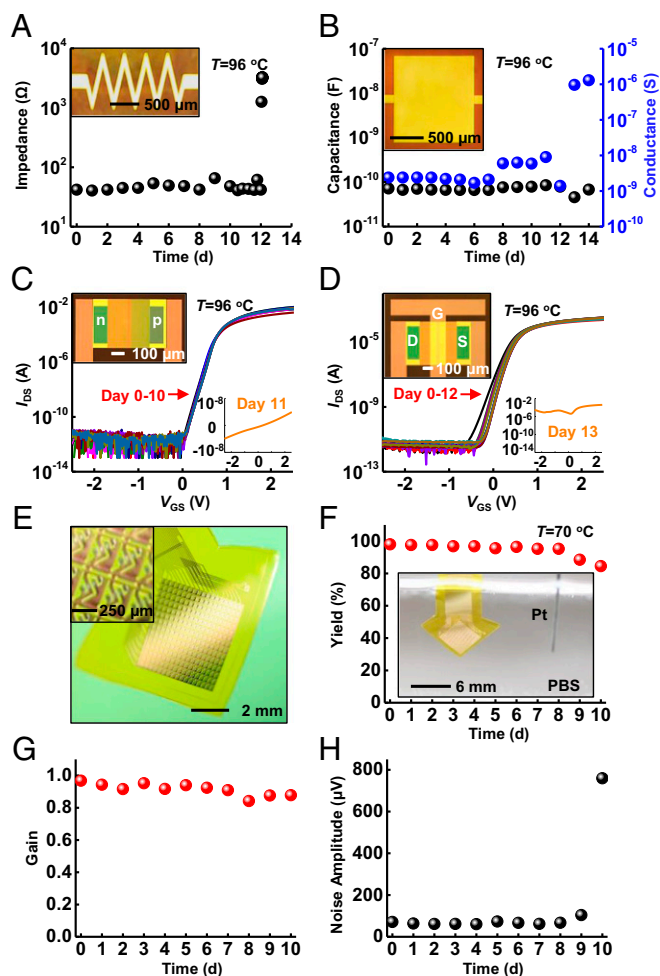 A
Impedance (Ω)
10⁴
10³
10²
10¹
T=96 °C
500 µm
0 2 4 6 8 10 12 14
Time (d)
B
Capacitance (F)
10⁻⁷
10⁻⁸
10⁻⁹
10⁻¹⁰
10⁻¹¹
T=96 °C
500 µm
10⁻⁵
10⁻⁶
10⁻⁷
10⁻⁸
10⁻⁹
10⁻¹⁰
Conductance (S)
0 2 4 6 8 10 12 14
Time (d)
C
I_DS (A)
10⁻²
10⁻⁶
10⁻¹⁰
10⁻¹⁴
n p
100 µm
T=96 °C
Day 0-10
10⁻⁸
0
-10⁻⁸
Day 11
-2 0 2
-2 -1 0 1 2
V_GS (V)
D
I_DS (A)
10⁻⁵
10⁻⁹
10⁻¹³
G
D S
100 µm
T=96 °C
Day 0-12
10⁻²
10⁻⁶
10⁻¹⁰
10⁻¹⁴
Day 13
-2 0 2
-2 -1 0 1 2
V_GS (V)
E
250 µm
2 mm
F
Yield (%)
100
80
60
40
20
0
T=70 °C
Pt
6 mm
PBS
0 1 2 3 4 5 6 7 8 9 10
Time (d)
G
Gain
1.0
0.8
0.6
0.4
0.2
0.0
0 1 2 3 4 5 6 7 8 9 10
Time (d)
H
Noise Amplitude (µV)
800
600
400
200
0
0 1 2 3 4 5 6 7 8 9 10
Time (d)